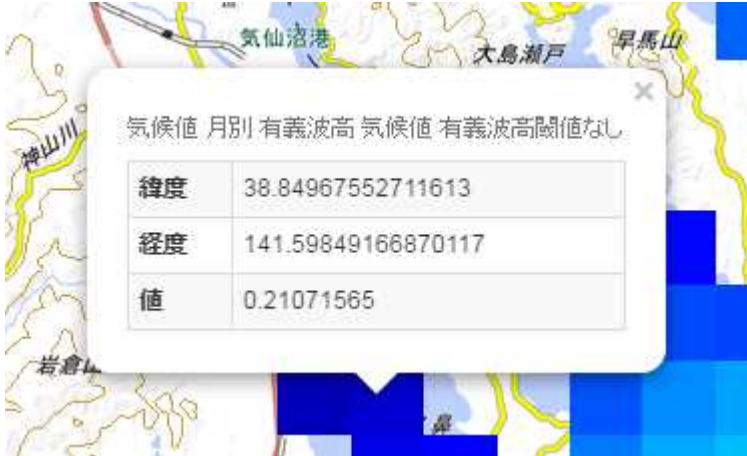 気仙沼港
大島瀬戸
早馬山
神山川
×
気候値 月別 有義波高 気候値 有義波高閾値なし
緯度 38.84967552711613
経度 141.59849166870117
値 0.21071565
岩倉山
鼻